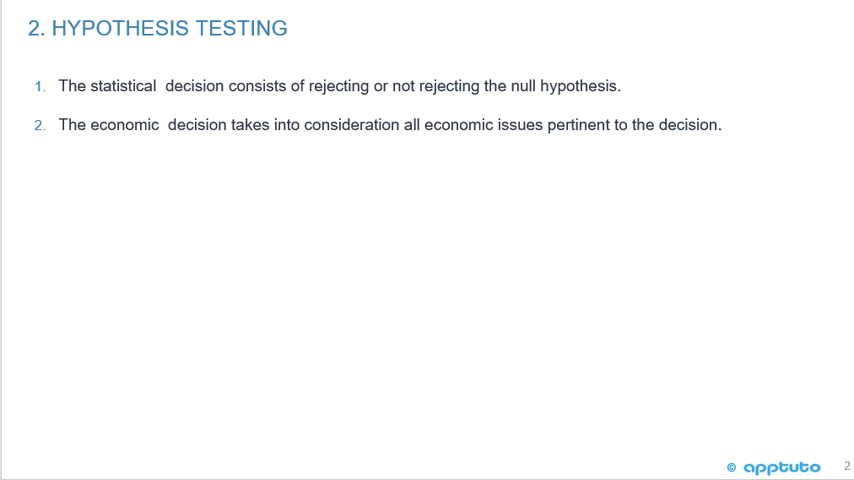 2. HYPOTHESIS TESTING
1. The statistical decision consists of rejecting or not rejecting the null hypothesis.
2. The economic decision takes into consideration all economic issues pertinent to the decision.
© apptuto 2